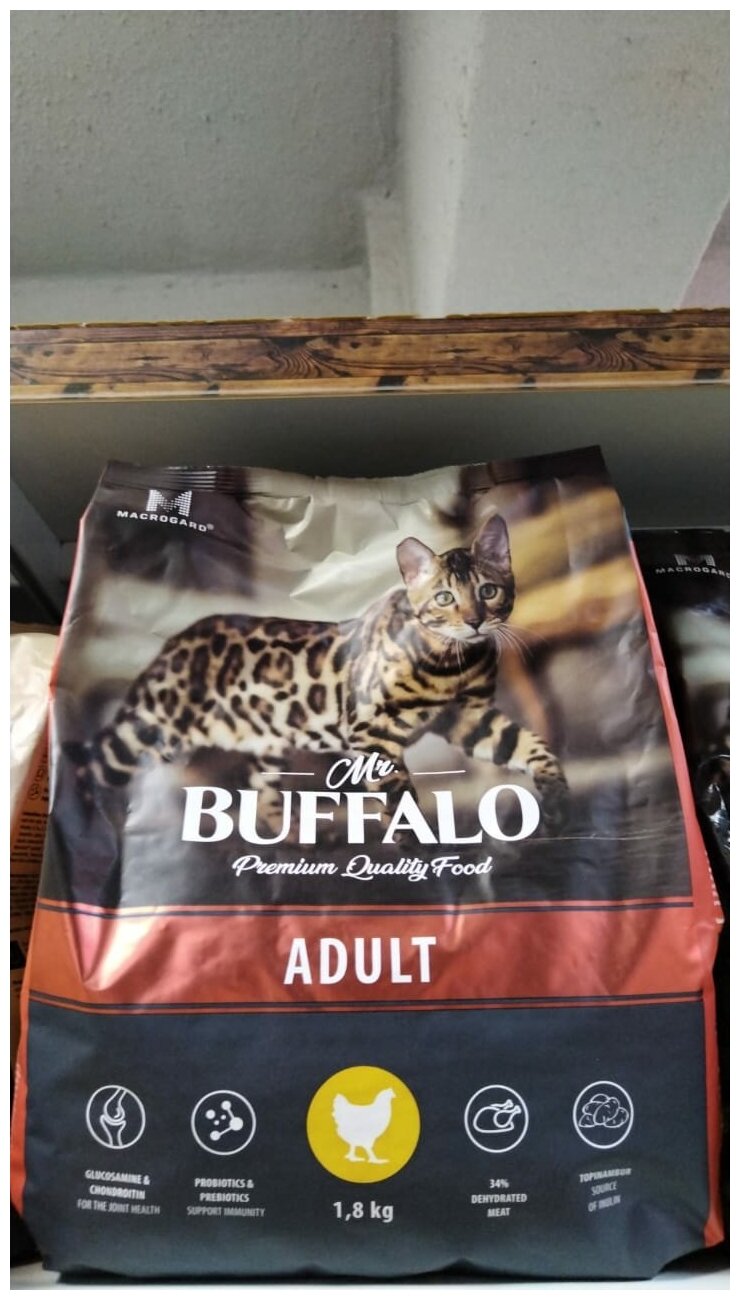 MACROGARD®
Mr.
BUFFALO
Premium Quality Food
ADULT
GLUCOSAMINE &
CHONDROITIN
FOR THE JOINT HEALTH
PROBIOTICS &
PREBIOTICS
SUPPORT IMMUNITY
1,8 kg
34%
DEHYDRATED
MEAT
TOPINAMBUR
SOURCE
OF INULIN
MACROGARD